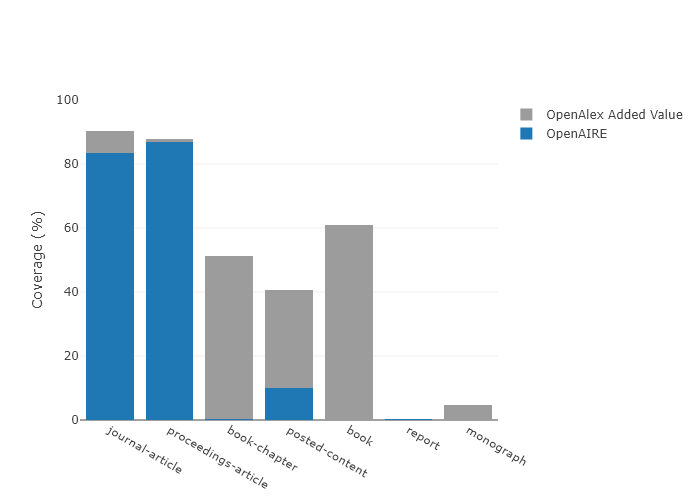 100
80
60
40
20
0
Coverage (%)
journal-article
proceedings-article
book-chapter
posted-content
book
report
monograph
OpenAlex Added Value
OpenAIRE